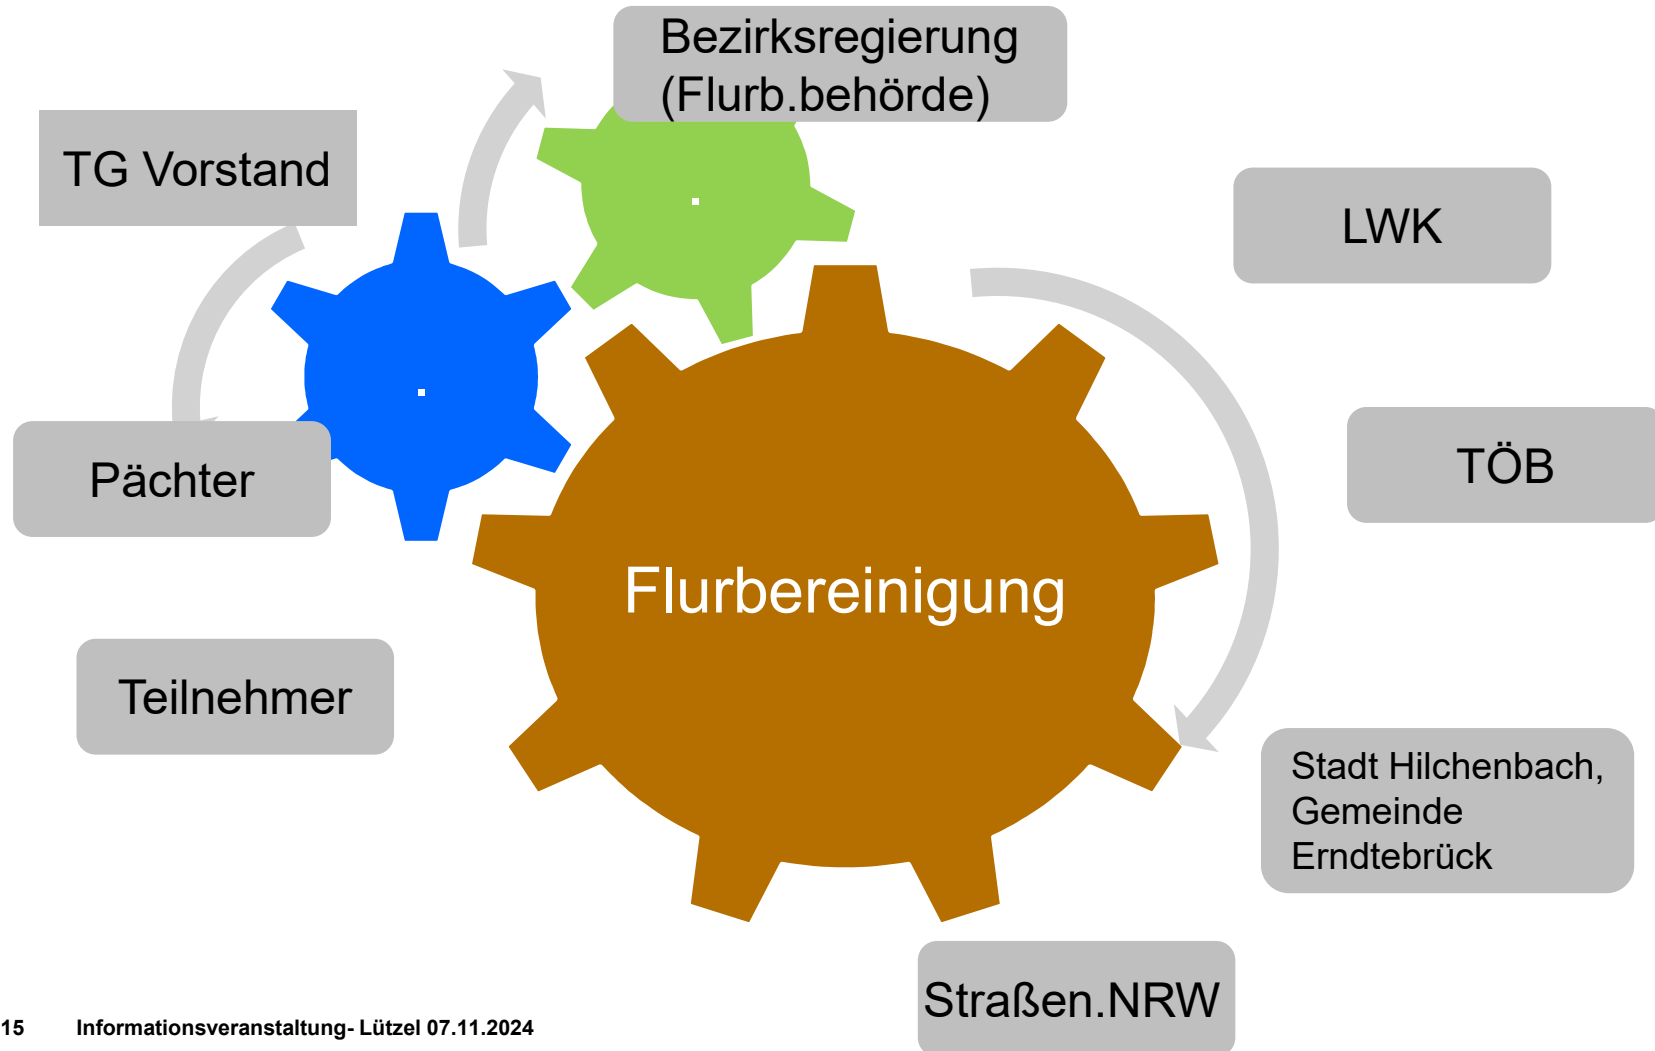 Bezirksregierung
(Flurb.behörde)
TG Vorstand
LWK
Pächter
TÖB
Flurbereinigung
Teilnehmer
Stadt Hilchenbach,
Gemeinde
Erndtebrück
Straßen.NRW
15 Informationsveranstaltung- Lützel 07.11.2024